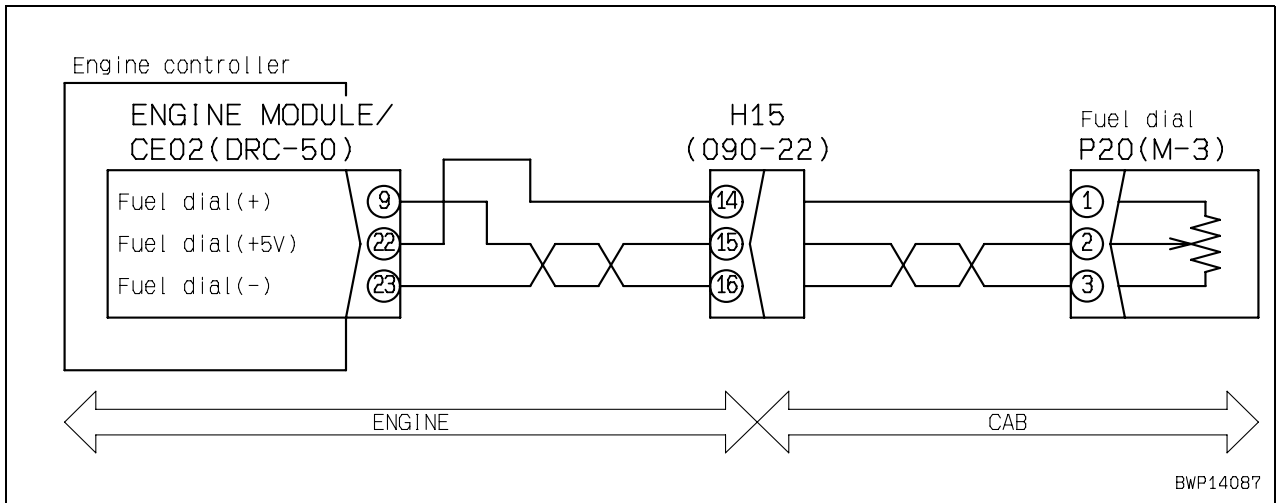 Engine controller
ENGINE MODULE/
CE02(DRC-50)
H15
(090-22)
Fuel dial
P20(M-3)
Fuel dial(+)
9
14
1
Fuel dial(+5V)
22
15
2
Fuel dial(-)
23
16
3
ENGINE
CAB
BWP14087